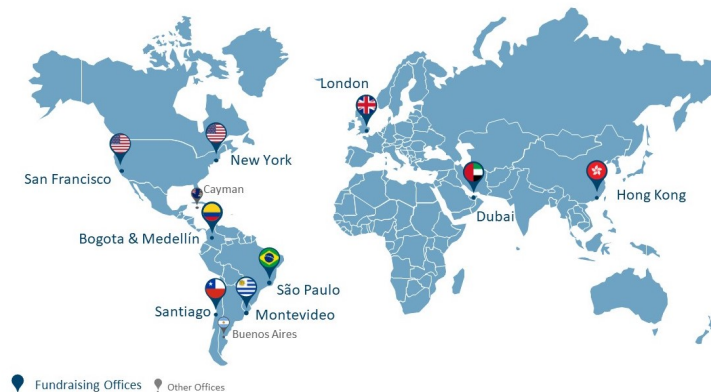 London
New York
San Francisco
Cayman
Hong Kong
Dubai
Bogota & Medellín
São Paulo
Santiago
Montevideo
Buenos Aires
Fundraising Offices
Other Offices